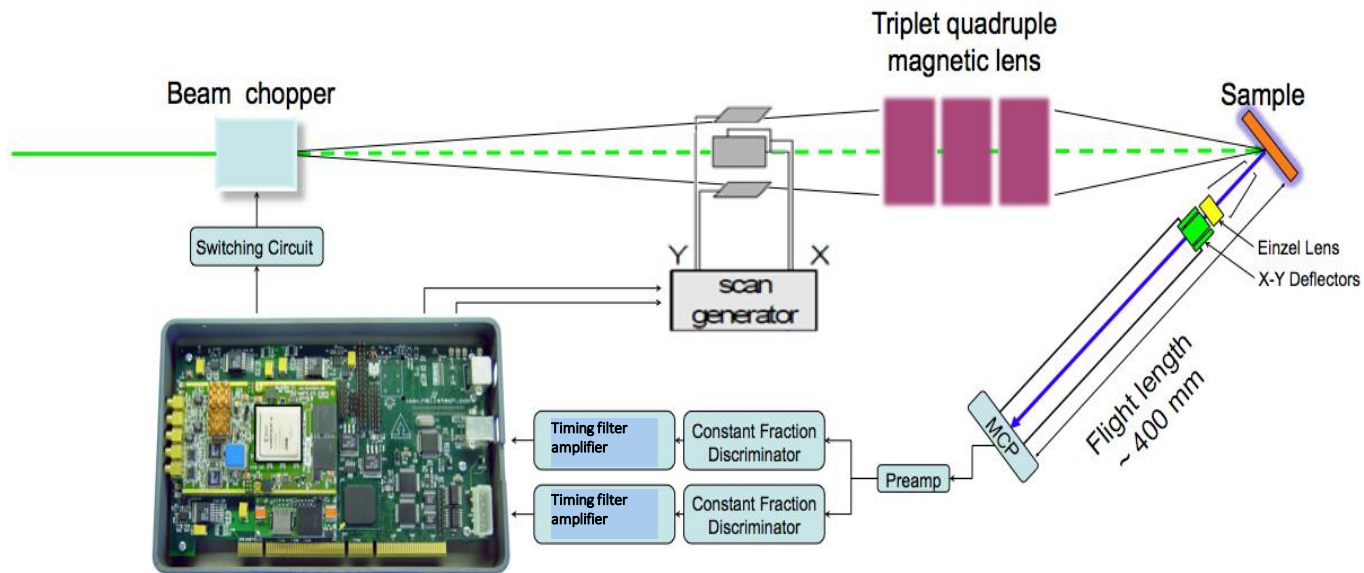 Triplet quadruple
magnetic lens
Beam chopper
Sample
Switching Circuit
Y
X
scan
generator
Einzel Lens
X-Y Deflectors
Flight length
~ 400 mm
MCP
Preamp
Timing filter
amplifier
Constant Fraction
Discriminator
Timing filter
amplifier
Constant Fraction
Discriminator